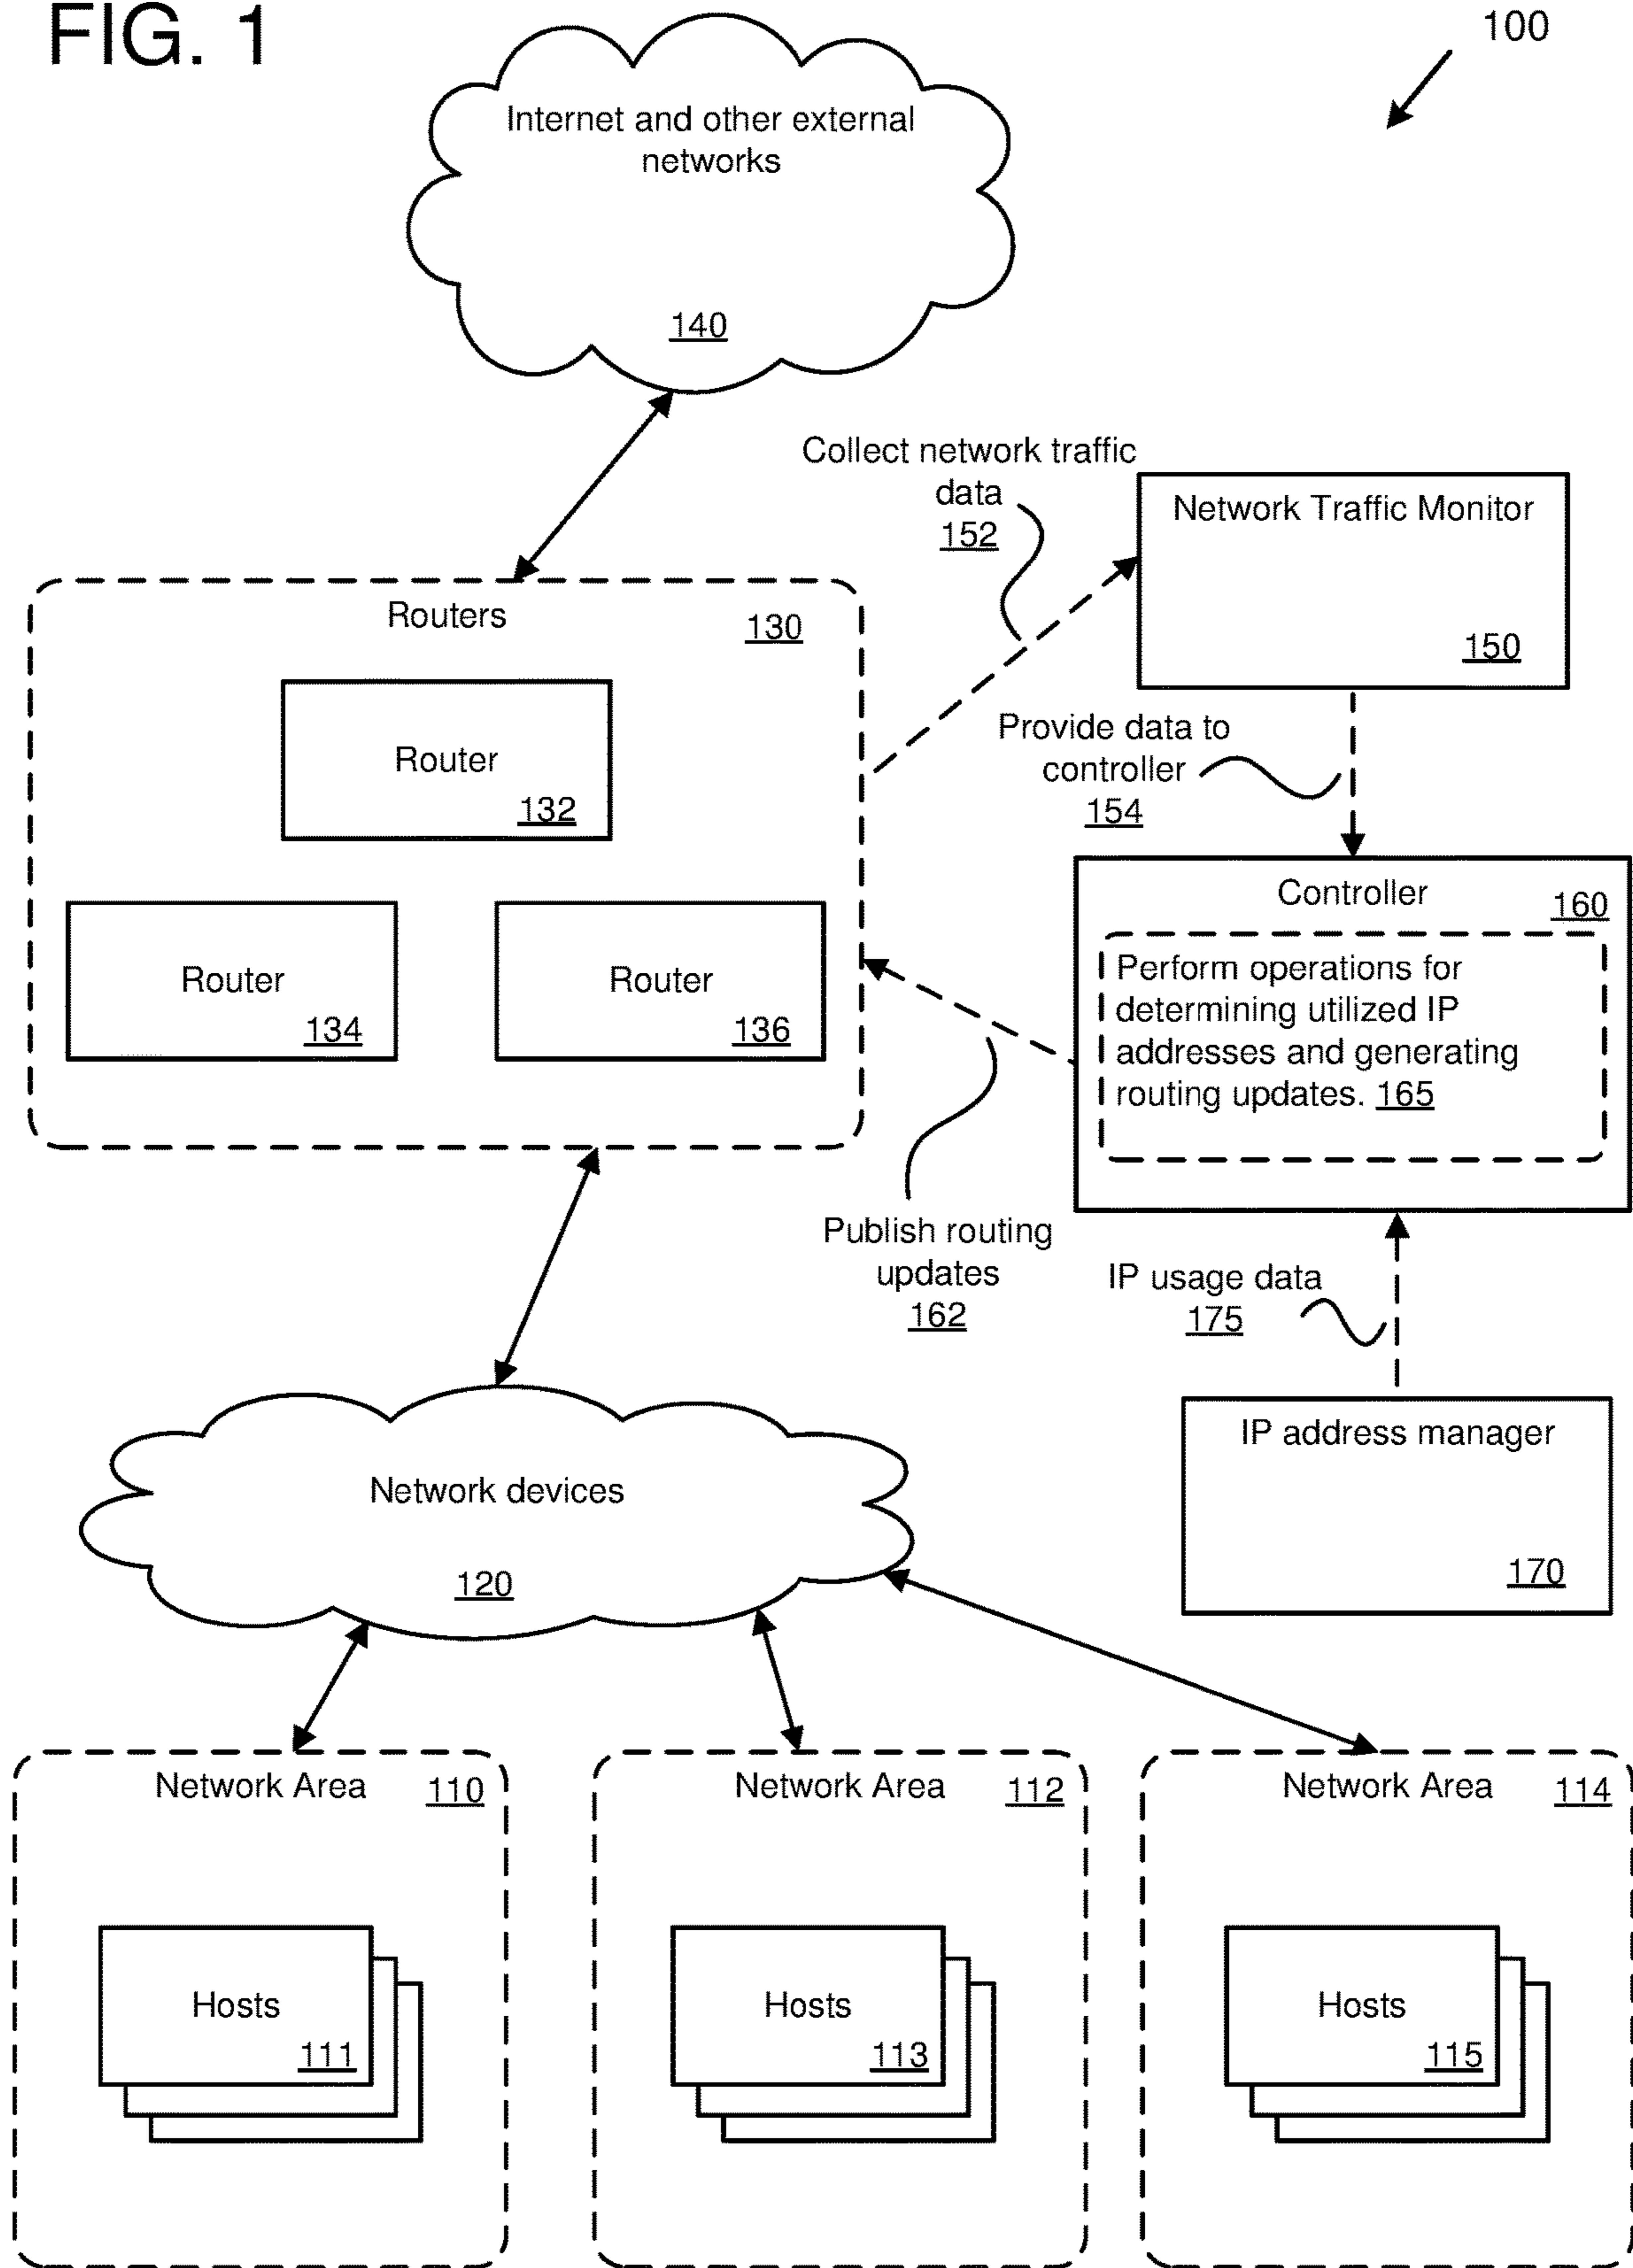 FIG. 1
100
Internet and other external
networks
140
Collect network traffic
data
152
Network Traffic Monitor
150
Routers
130
Router
132
Router
134
Router
136
Provide data to
controller
154
Controller
160
Perform operations for
determining utilized IP
addresses and generating
routing updates. 165
Publish routing
updates
162
IP usage data
175
IP address manager
170
Network devices
120
Network Area
110
Hosts
111
Network Area
112
Hosts
113
Network Area
114
Hosts
115